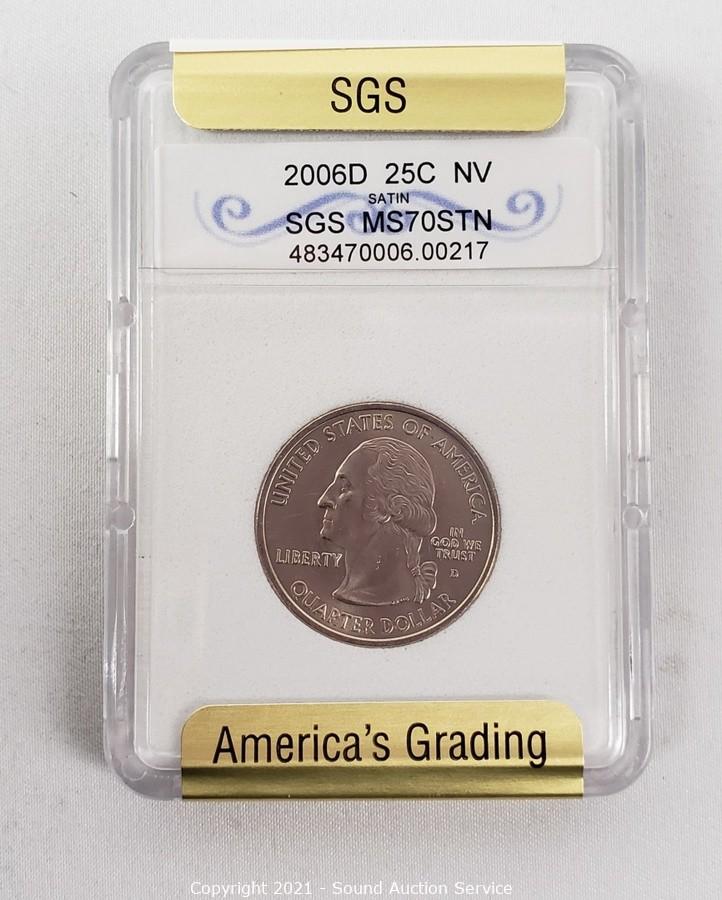 SGS
2006D 25C NV
SATIN
SGS MS70STN
483470006.00217
UNITED STATES OF AMERICA
LIBERTY
IN
GOD WE
TRUST
D
QUARTER DOLLAR
America's Grading
Copyright 2021 - Sound Auction Service